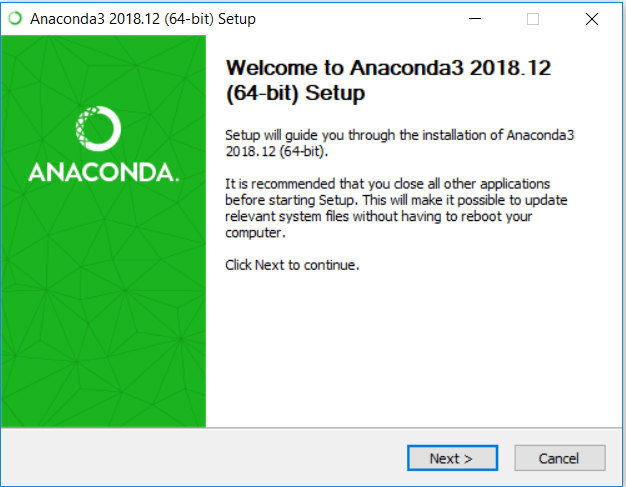 Anaconda3 2018.12 (64-bit) Setup
ANACONDA.
Welcome to Anaconda3 2018.12
(64-bit) Setup
Setup will guide you through the installation of Anaconda3
2018.12 (64-bit).
It is recommended that you close all other applications
before starting Setup. This will make it possible to update
relevant system files without having to reboot your
computer.
Click Next to continue.
Next >
Cancel